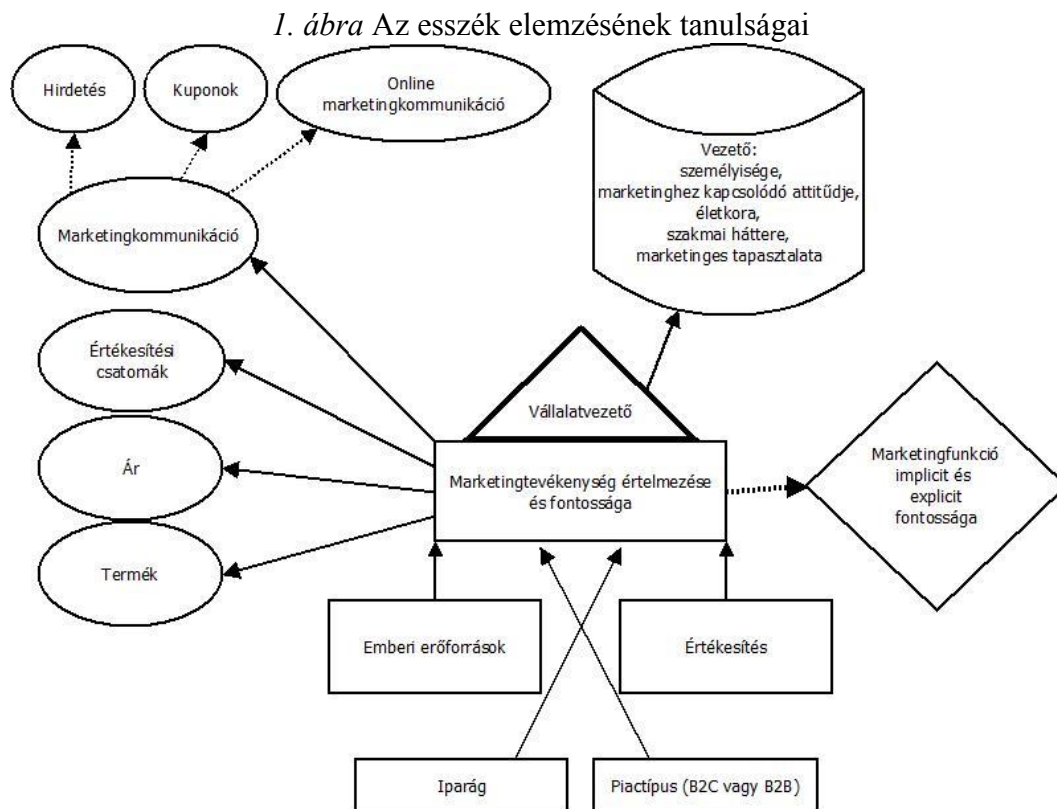 1. ábra Az esszék elemzésének tanulságai
Hirdetés
Kuponok
Online
marketingkommunikáció
Vezető:
személyisége,
marketinghez kapcsolódó attitűdje,
életkora,
szakmai háttere,
marketinges tapasztalata
Marketingkommunikáció
Értékesítési
csatornák
Vállalatvezető
Ár
Marketingtevékenység értelmezése
és fontossága
Marketingfunkció
implicit és
explicit
fontossága
Termék
Emberi erőforrások
Értékesítés
Iparág
Piactípus (B2C vagy B2B)